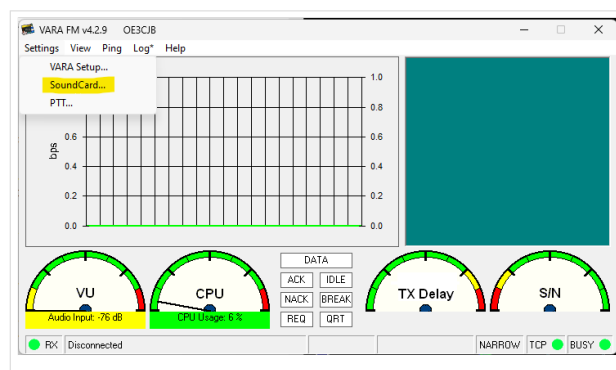 VARA FM v4.2.9 OE3CJB
Settings View Ping Log* Help
VARA Setup...
SoundCard...
PTT...
1.0
0.8
0.6 0.6
0.4 0.4
0.2 0.2
0.0 0.0
bps
DATA
ACK IDLE
NACK BREAK
REQ QRT
VU
Audio Input: -76 dB
CPU
CPU Usage: 6 %
TX Delay
S/N
RX Disconnected NARROW TCP BUSY